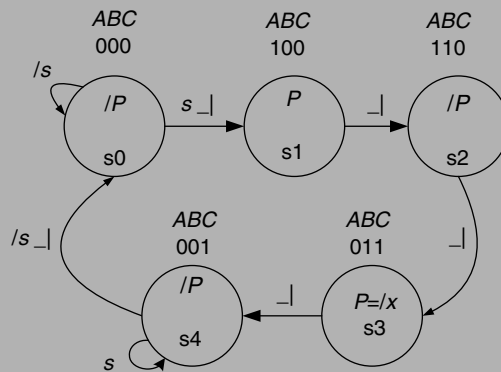 ABC ABC ABC
000 100 110
/s
/P P /P
s _| _|
s0 s1 s2
ABC ABC
001 011
/s _| _|
/P P=/x
_|
s4 s3
s